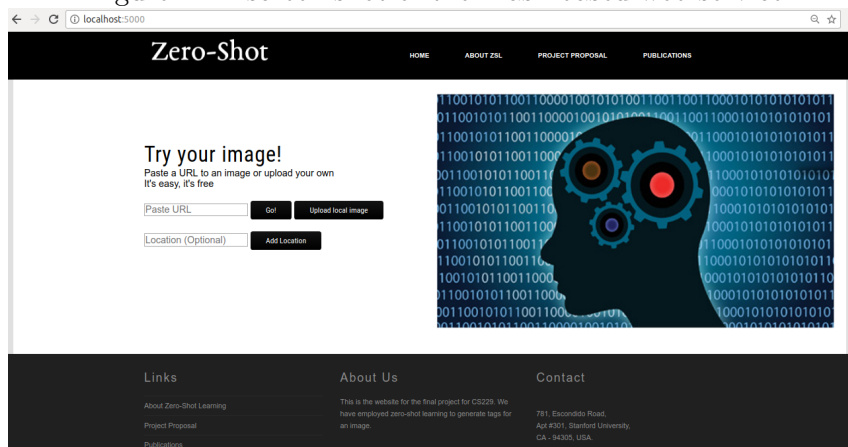 localhost:5000
Zero-Shot
HOME ABOUT ZSL PROJECT PROPOSAL PUBLICATIONS
Try your image!
Paste a URL to an image or upload your own
It's easy, it's free
Paste URL Go! Upload local image
Location (Optional) Add Location
Links
About Zero-Shot Learning
Project Proposal
Publications
About Us
This is the website for the final project for CS229. We
have employed zero-shot learning to generate tags for
an image.
Contact
781, Escondido Road,
Apt #301, Stanford University,
CA - 94305, USA.